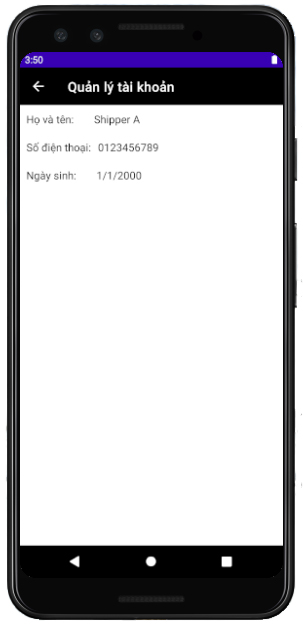 3:50
Quản lý tài khoản
Họ và tên: Shipper A
Số điện thoại: 0123456789
Ngày sinh: 1/1/2000